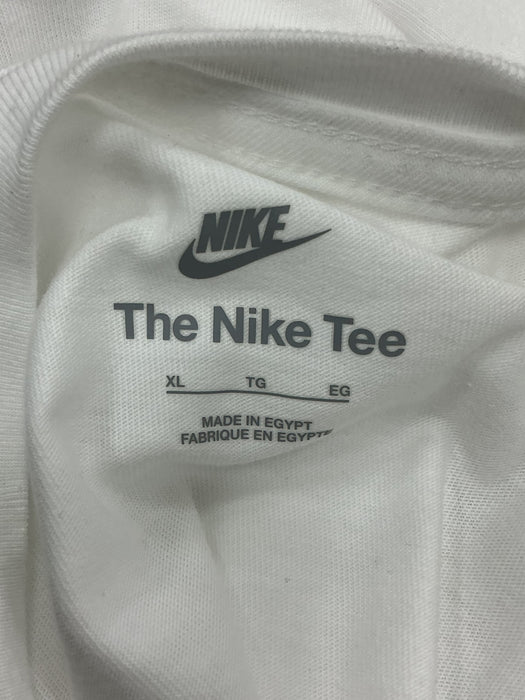 NIKE
The Nike Tee
XL TG EG
MADE IN EGYPT
FABRIQUE EN EGYPTE